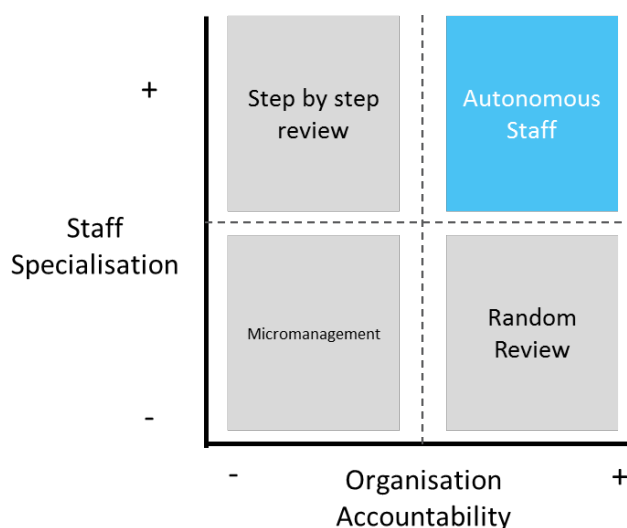 +
Step by step
review
Autonomous
Staff
Staff
Specialisation
Micromanagement
Random
Review
-
-
Organisation
Accountability
+